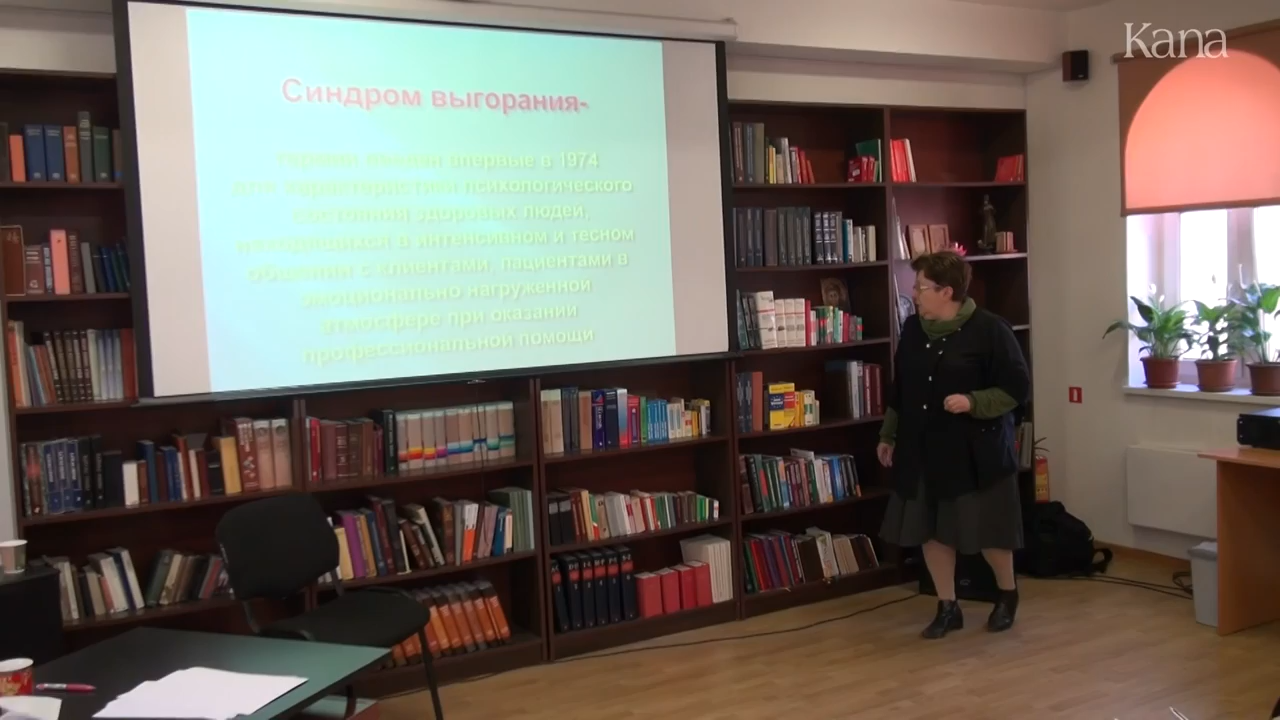 Kana
Синдром выгорания-
термин введен впервые в 1974
для характеристики психологического
состояния здоровых людей,
находящихся в интенсивном и тесном
общении с клиентами, пациентами в
эмоционально нагруженной
атмосфере при оказании
профессиональной помощи